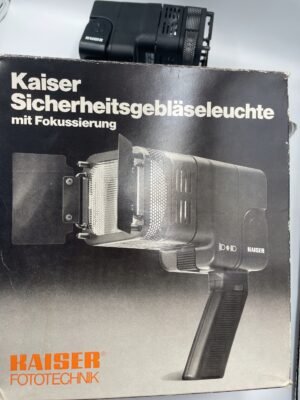 Kaiser
Sicherheitsgebläseleuchte
mit Fokussierung
KAISER
KAISER
FOTOTECHNIK